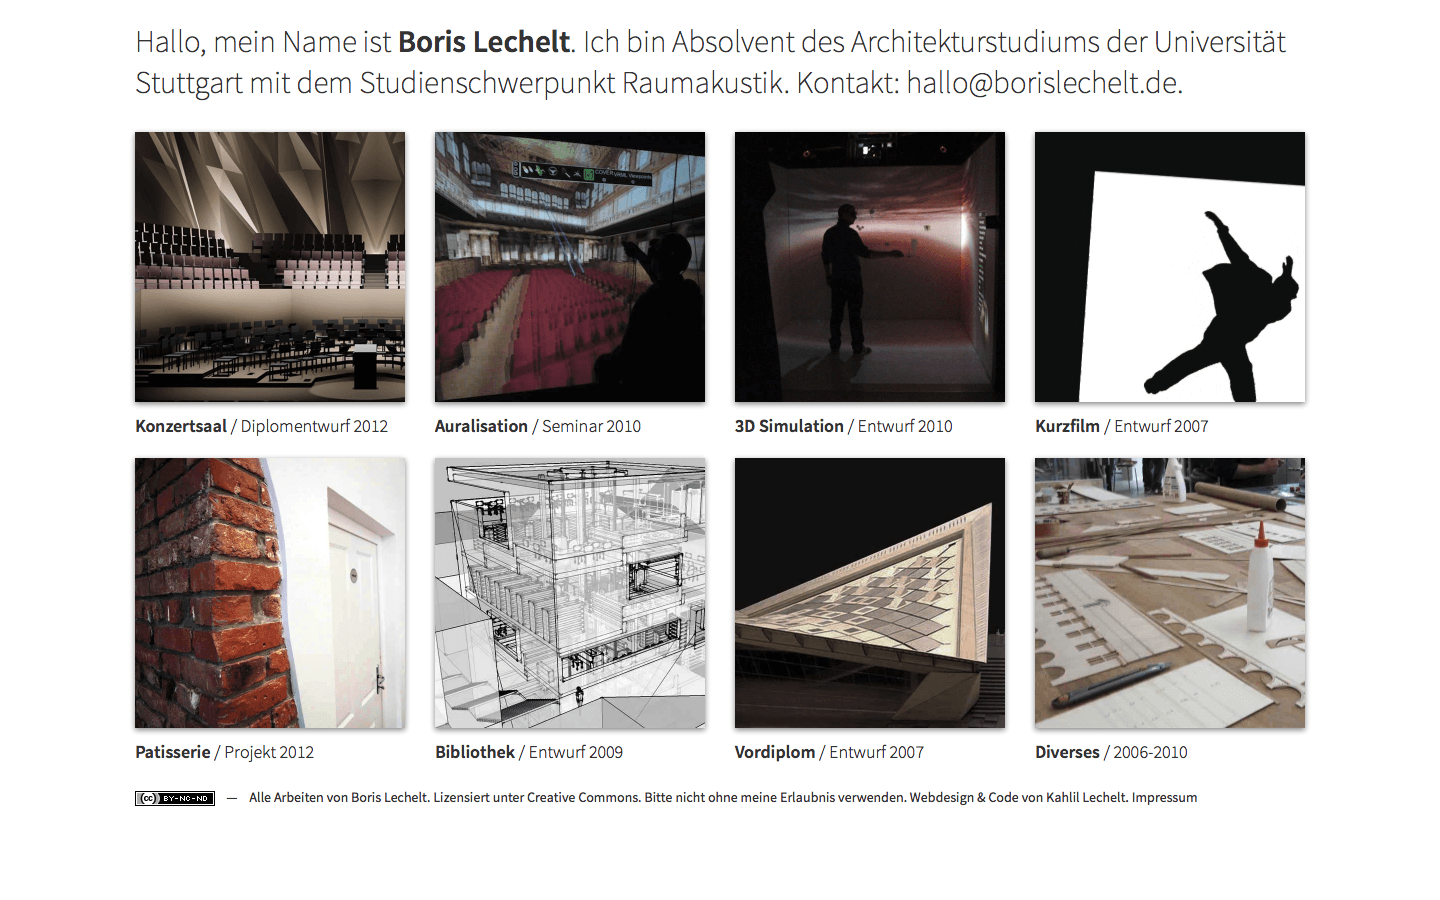 Hallo, mein Name ist Boris Lechelt. Ich bin Absolvent des Architekturstudiums der Universität
Stuttgart mit dem Studienschwerpunkt Raumakustik. Kontakt: hallo@borislechelt.de.
Konzertsaal / Diplomentwurf 2012
Auralisation / Seminar 2010
3D Simulation / Entwurf 2010
Kurzfilm / Entwurf 2007
Patisserie / Projekt 2012
Bibliothek / Entwurf 2009
Vordiplom / Entwurf 2007
Diverses / 2006-2010
cc BY-NC-ND — Alle Arbeiten von Boris Lechelt. Lizensiert unter Creative Commons. Bitte nicht ohne meine Erlaubnis verwenden. Webdesign & Code von Kahlil Lechelt. Impressum